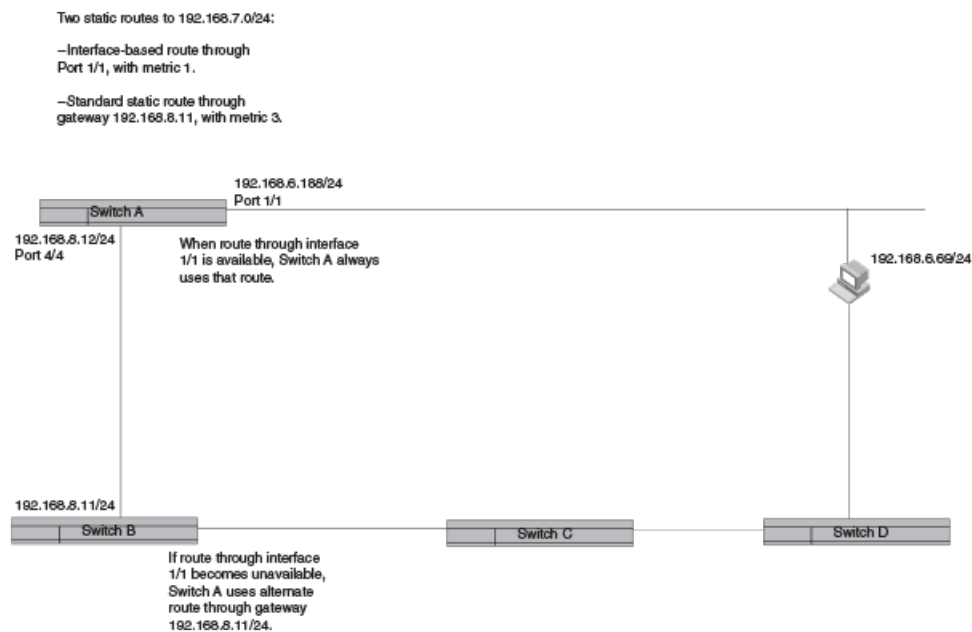 Two static routes to 192.168.7.0/24:
–Interface-based route through
Port 1/1, with metric 1.
–Standard static route through
gateway 192.168.8.11, with metric 3.
192.168.6.188/24
Port 1/1
Switch A
192.168.8.12/24
Port 4/4
When route through interface
1/1 is available, Switch A always
uses that route.
192.168.6.69/24
192.168.8.11/24
Switch B
Switch C
Switch D
If route through interface
1/1 becomes unavailable,
Switch A uses alternate
route through gateway
192.168.8.11/24.